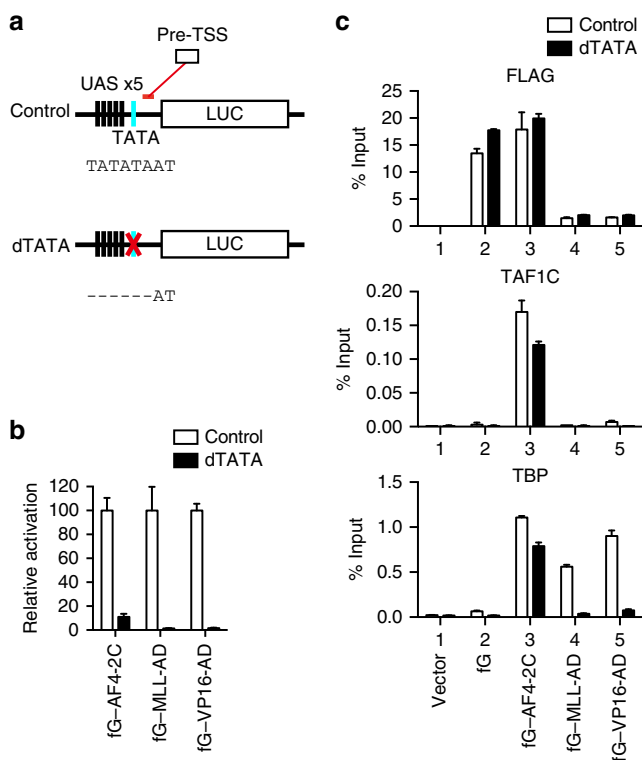 a
Pre-TSS
UAS x5
Control
LUC
TATA
TATATAAT
dTATA
LUC
------AT
b
Control
dTATA
Relative activation
120
100
80
60
40
20
0
fG–AF4-2C
fG–MLL-AD
fG–VP16-AD
c
Control
dTATA
FLAG
% Input
25
20
15
10
5
0
1 2 3 4 5
TAF1C
% Input
0.20
0.15
0.10
0.05
0.00
1 2 3 4 5
TBP
% Input
1.5
1.0
0.5
0.0
1 2 3 4 5
Vector
fG
fG–AF4-2C
fG–MLL-AD
fG–VP16-AD